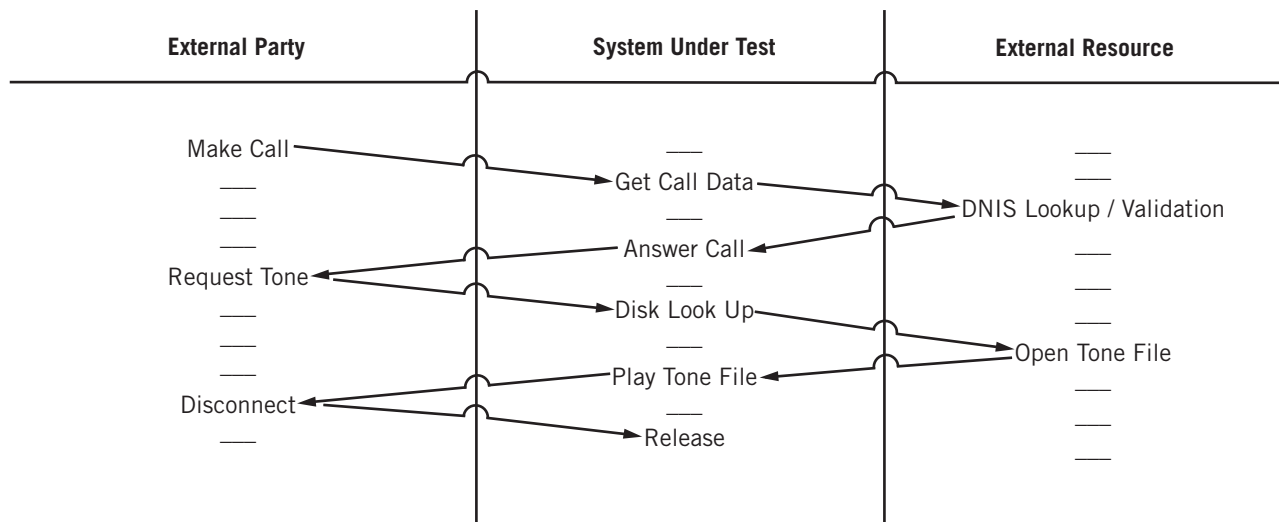 External Party
System Under Test
External Resource
Make Call
Get Call Data
DNIS Lookup / Validation
Answer Call
Request Tone
Disk Look Up
Open Tone File
Play Tone File
Disconnect
Release